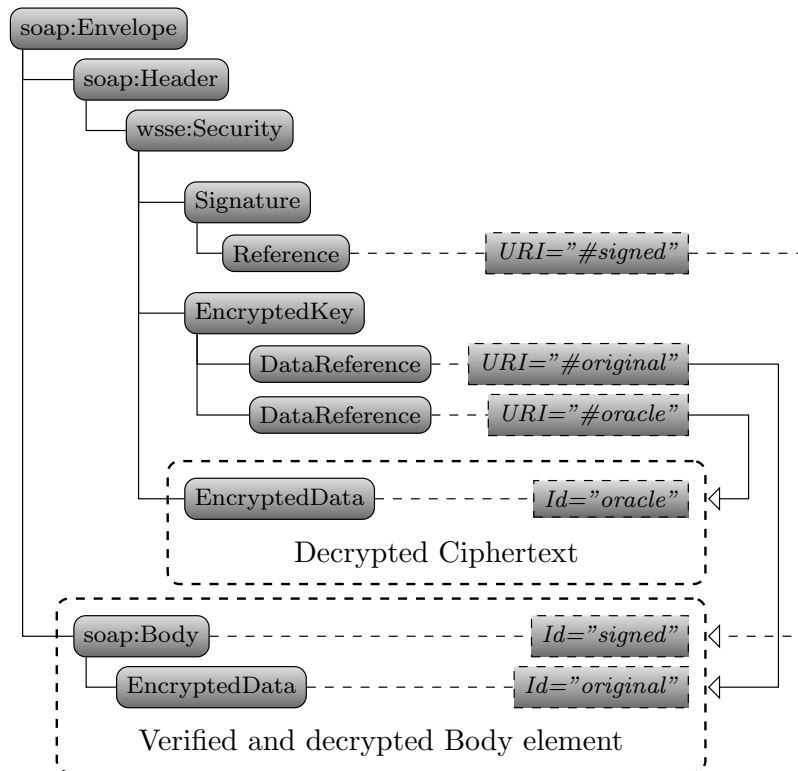 soap:Envelope
soap:Header
wsse:Security
Signature
Reference URI=”#signed”
EncryptedKey
DataReference URI=”#original”
DataReference URI=”#oracle”
EncryptedData Id=”oracle”
Decrypted Ciphertext
soap:Body Id=”signed”
EncryptedData Id=”original”
Verified and decrypted Body element